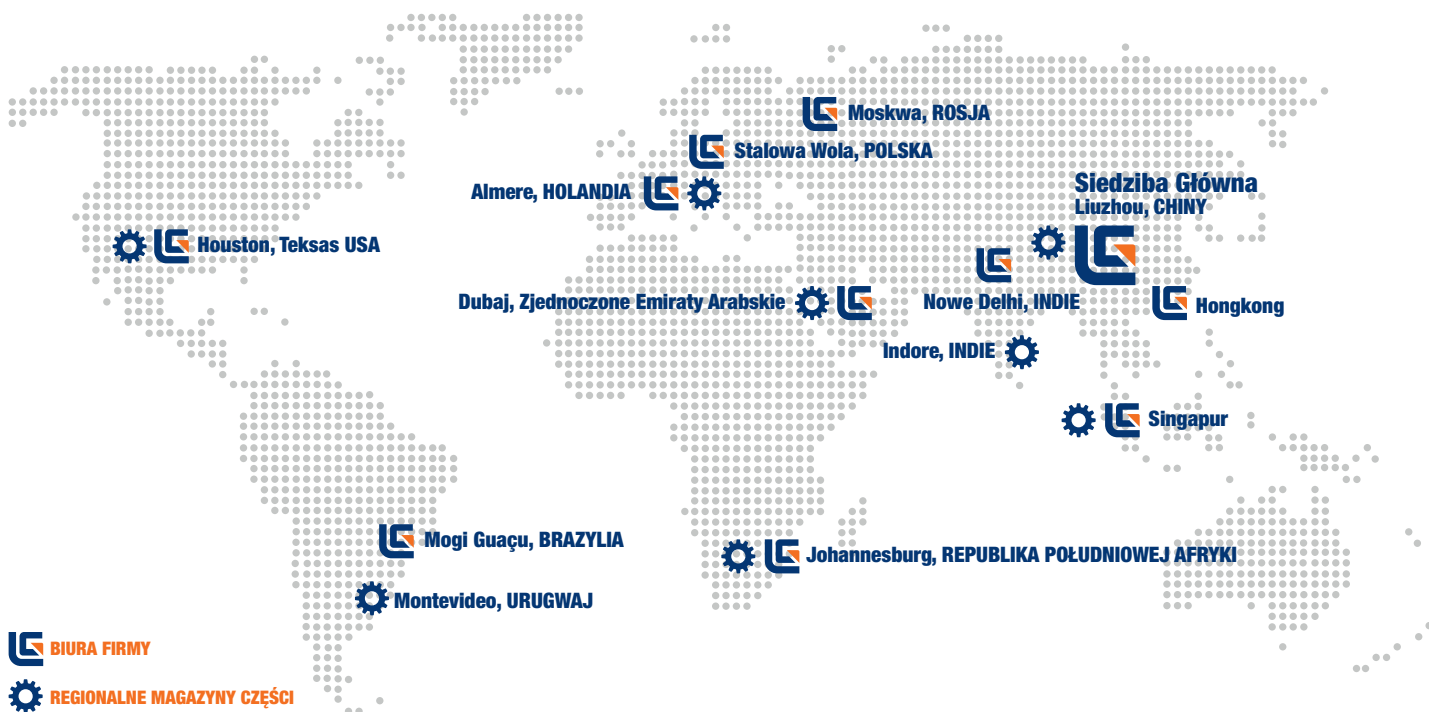 Moskwa, ROSJA
Stalowa Wola, POLSKA
Almere, HOLANDIA
Siedziba Główna
Liuzhou, CHINY
Houston, Teksas USA
Dubaj, Zjednoczone Emiraty Arabskie
Nowe Delhi, INDIE
Hongkong
Indore, INDIE
Singapur
Mogi Guaçu, BRAZYLIA
Johannesburg, REPUBLIKA POŁUDNIOWEJ AFRYKI
Montevideo, URUGWAJ
BIURA FIRMY
REGIONALNE MAGAZYNY CZĘŚCI